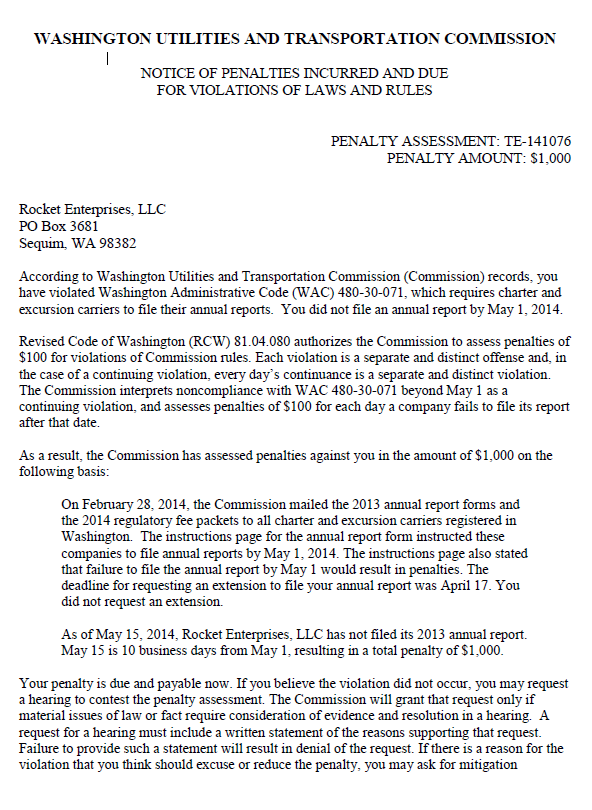 WASHINGTON UTILITIES AND TRANSPORTATION COMMISSION
NOTICE OF PENALTIES INCURRED AND DUE
FOR VIOLATIONS OF LAWS AND RULES
PENALTY ASSESSMENT: TE-141076
PENALTY AMOUNT: $1,000
Rocket Enterprises, LLC
PO Box 3681
Sequim, WA 98382
According to Washington Utilities and Transportation Commission (Commission) records, you
have violated Washington Administrative Code (WAC) 480-30-071, which requires charter and
excursion carriers to file their annual reports. You did not file an annual report by May 1, 2014.
Revised Code of Washington (RCW) 81.04.080 authorizes the Commission to assess penalties of
$100 for violations of Commission rules. Each violation is a separate and distinct offense and, in
the case of a continuing violation, every day’s continuance is a separate and distinct violation.
The Commission interprets noncompliance with WAC 480-30-071 beyond May 1 as a
continuing violation, and assesses penalties of $100 for each day a company fails to file its report
after that date.
As a result, the Commission has assessed penalties against you in the amount of $1,000 on the
following basis:
On February 28, 2014, the Commission mailed the 2013 annual report forms and
the 2014 regulatory fee packets to all charter and excursion carriers registered in
Washington. The instructions page for the annual report form instructed these
companies to file annual reports by May 1, 2014. The instructions page also stated
that failure to file the annual report by May 1 would result in penalties. The
deadline for requesting an extension to file your annual report was April 17. You
did not request an extension.
As of May 15, 2014, Rocket Enterprises, LLC has not filed its 2013 annual report.
May 15 is 10 business days from May 1, resulting in a total penalty of $1,000.
Your penalty is due and payable now. If you believe the violation did not occur, you may request
a hearing to contest the penalty assessment. The Commission will grant that request only if
material issues of law or fact require consideration of evidence and resolution in a hearing. A
request for a hearing must include a written statement of the reasons supporting that request.
Failure to provide such a statement will result in denial of the request. If there is a reason for the
violation that you think should excuse or reduce the penalty, you may ask for mitigation